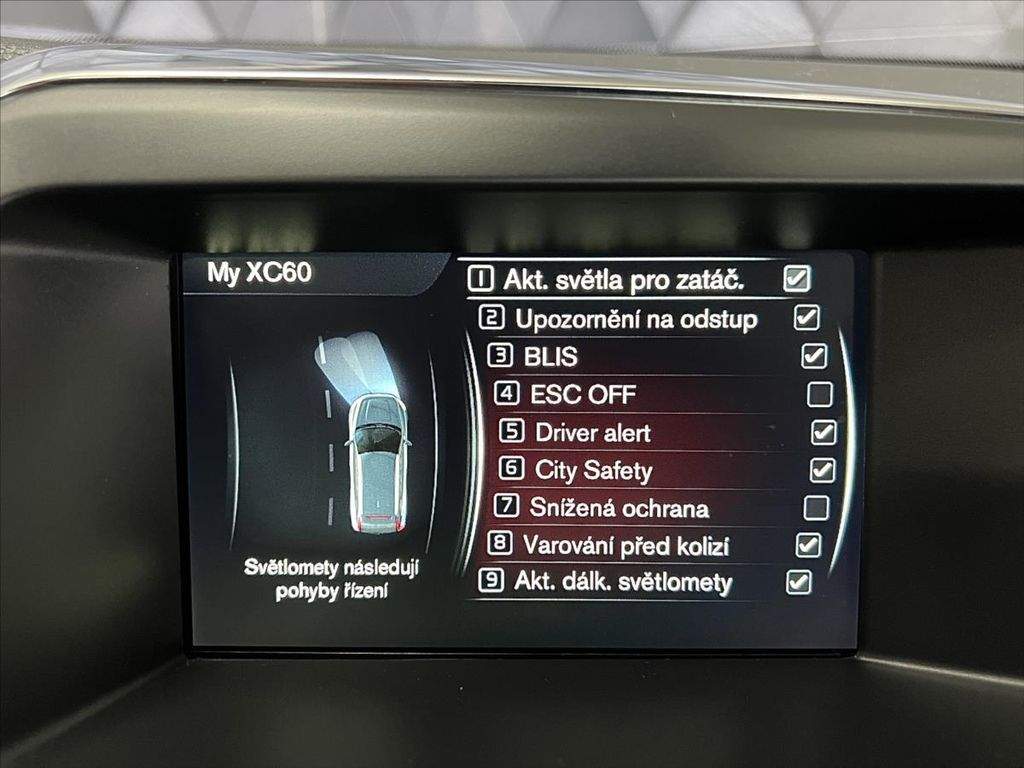 My XC60
1 Akt. světla pro zatáč.
2 Upozornění na odstup
3 BLIS
4 ESC OFF
5 Driver alert
6 City Safety
7 Snížená ochrana
8 Varování před kolizí
9 Akt. dálk. světlomety
Světlomety následují
pohyby řízení